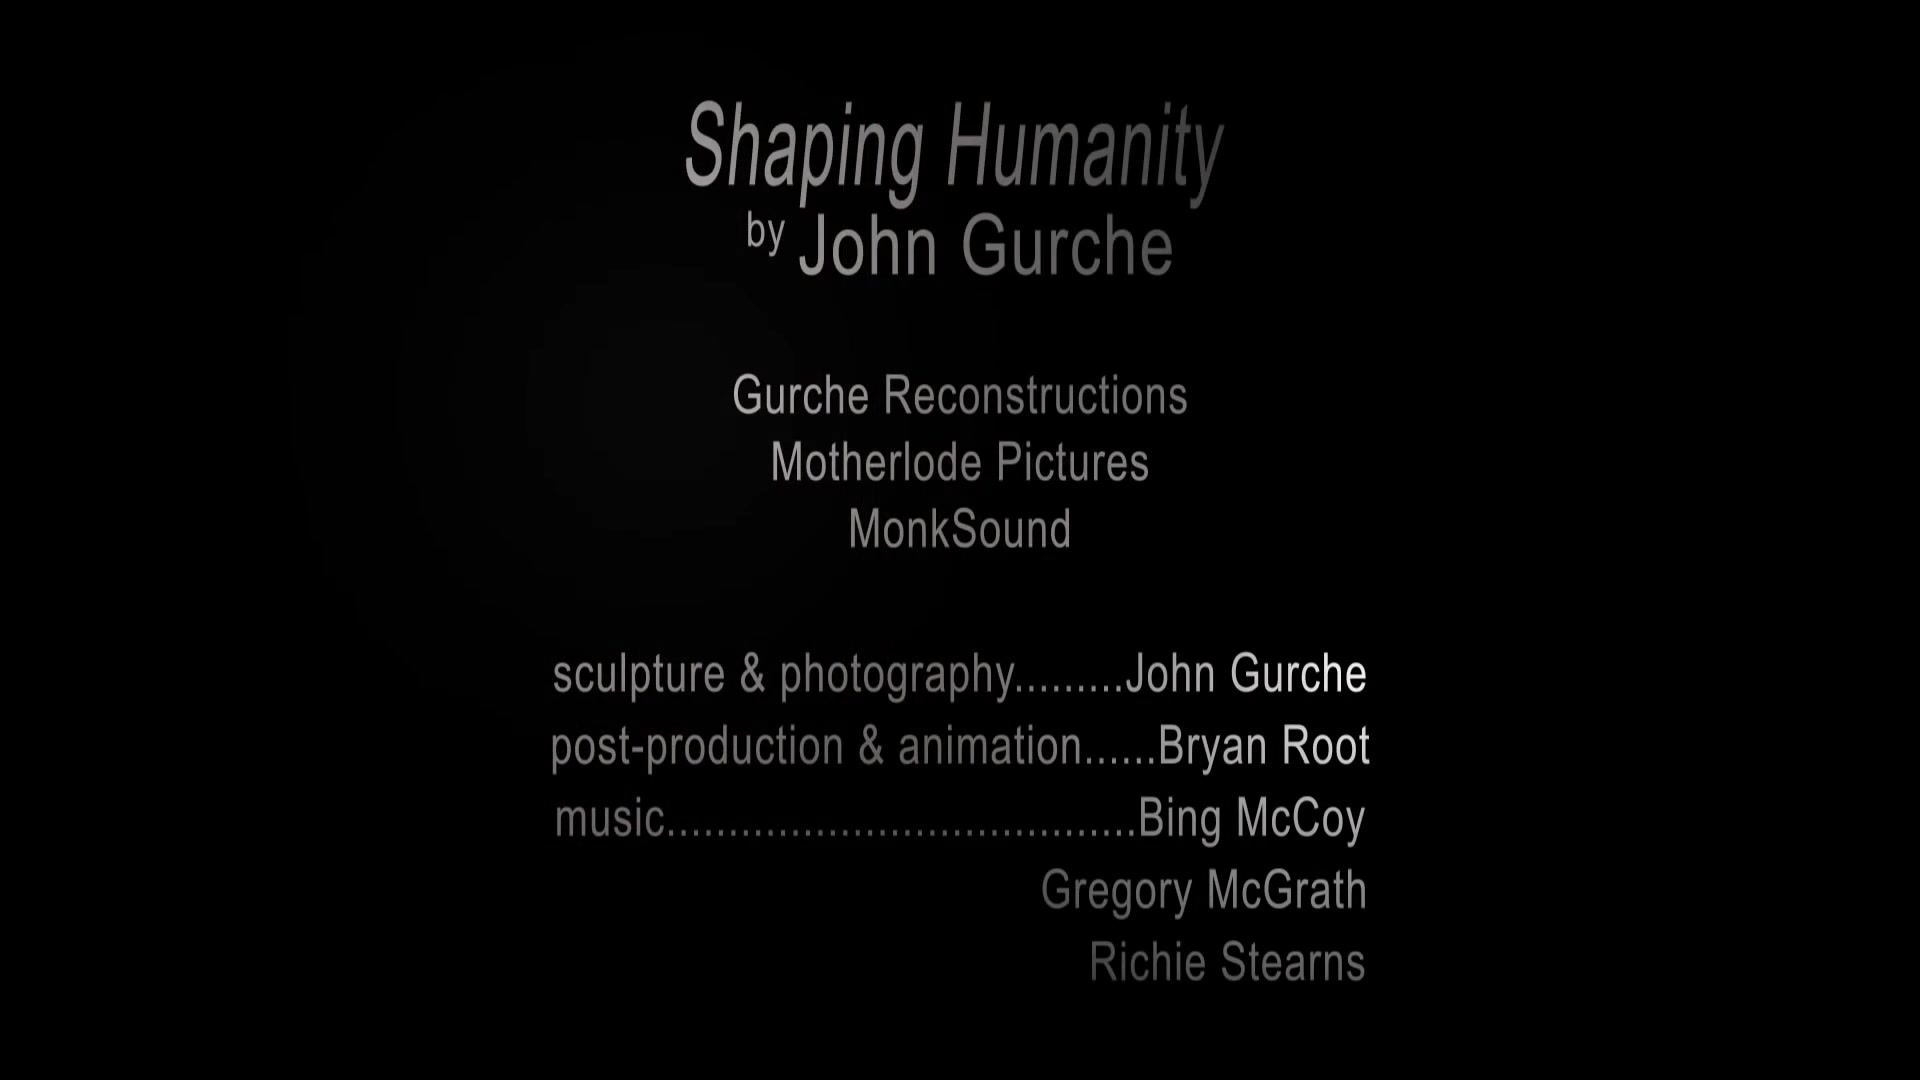 Shaping Humanity
by John Gurche
Gurche Reconstructions
Motherlode Pictures
MonkSound
sculpture & photography.........John Gurche
post-production & animation......Bryan Root
music......................................Bing McCoy
Gregory McGrath
Richie Stearns